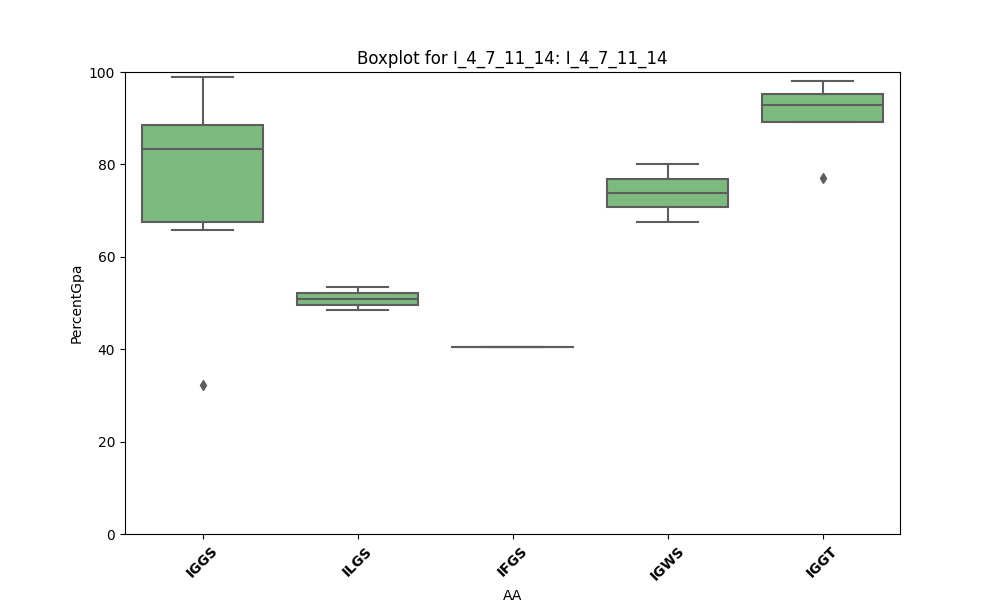 Boxplot for I_4_7_11_14: I_4_7_11_14
PercentGpa
100
80
60
40
20
0
IGGS
ILGS
IFGS
IGWS
IGGT
AA